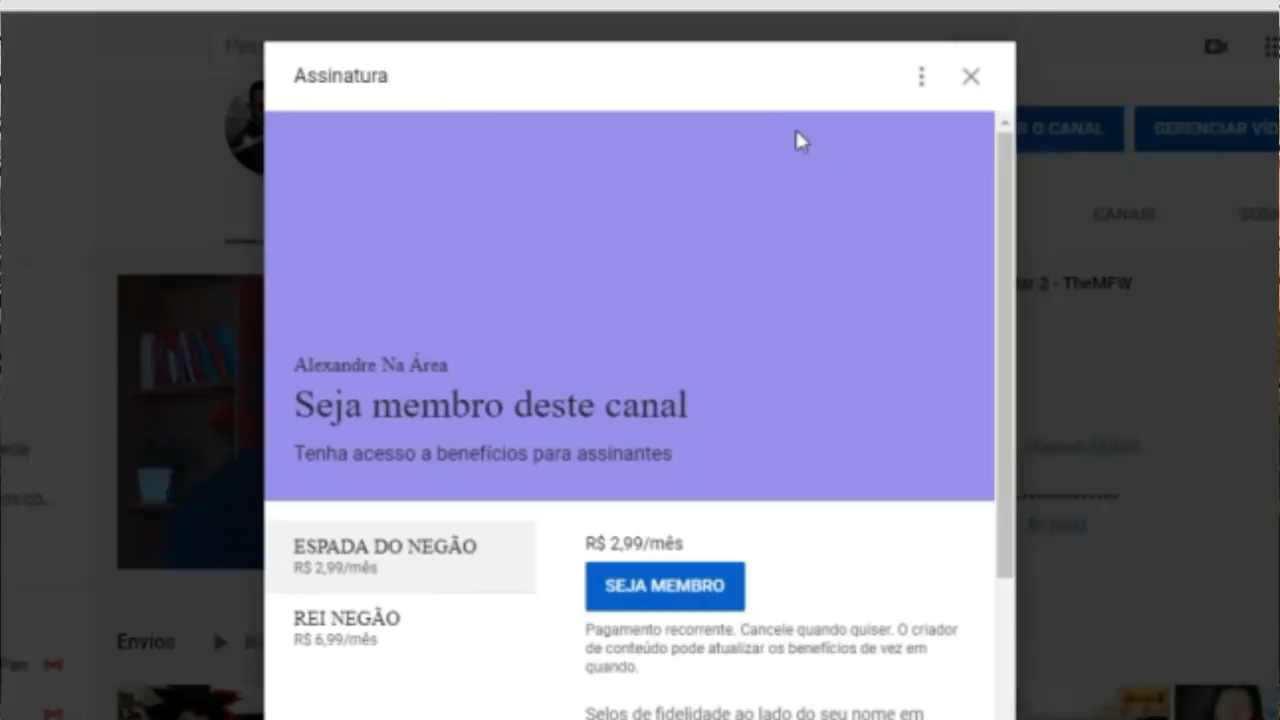 Assinatura
O CANAL
GERENCIAR VÍD
CANAIS
2 - TheMFW
Alexandre Na Área
Seja membro deste canal
Tenha acesso a benefícios para assinantes
ESPADA DO NEGÃO
R$ 2,99/mês
REI NEGÃO
R$ 6,99/mês
R$ 2,99/mês
SEJA MEMBRO
Pagamento recorrente. Cancele quando quiser. O criador
de conteúdo pode atualizar os benefícios de vez em
quando.
Envios
Selos de fidelidade ao lado do seu nome em